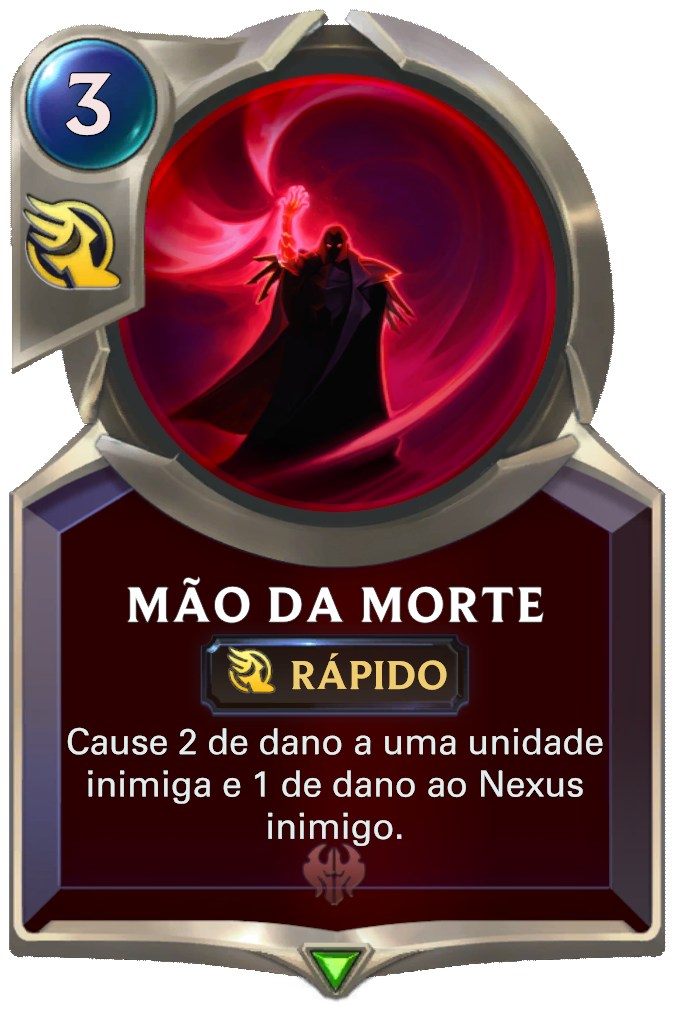 3
MÃO DA MORTE
RÁPIDO
Cause 2 de dano a uma unidade
inimiga e 1 de dano ao Nexus
inimigo.